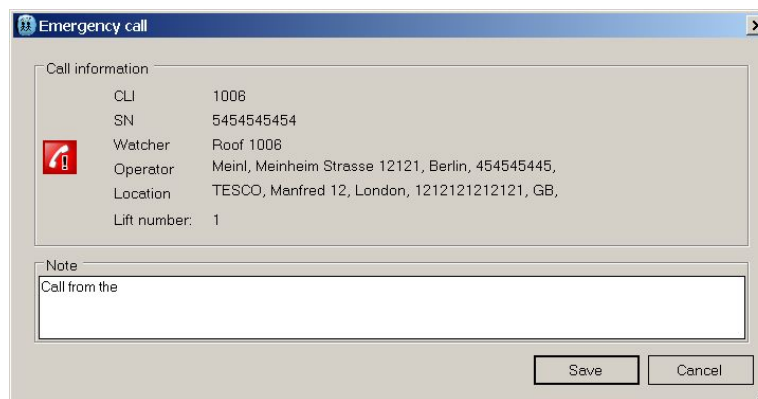 Emergency call
Call information
CLI 1006
SN 5454545454
Watcher Roof 1006
Operator Meinl, Meinheim Strasse 12121, Berlin, 454545445,
Location TESCO, Manfred 12, London, 1212121212121, GB,
Lift number: 1
Note
Call from the
Save Cancel